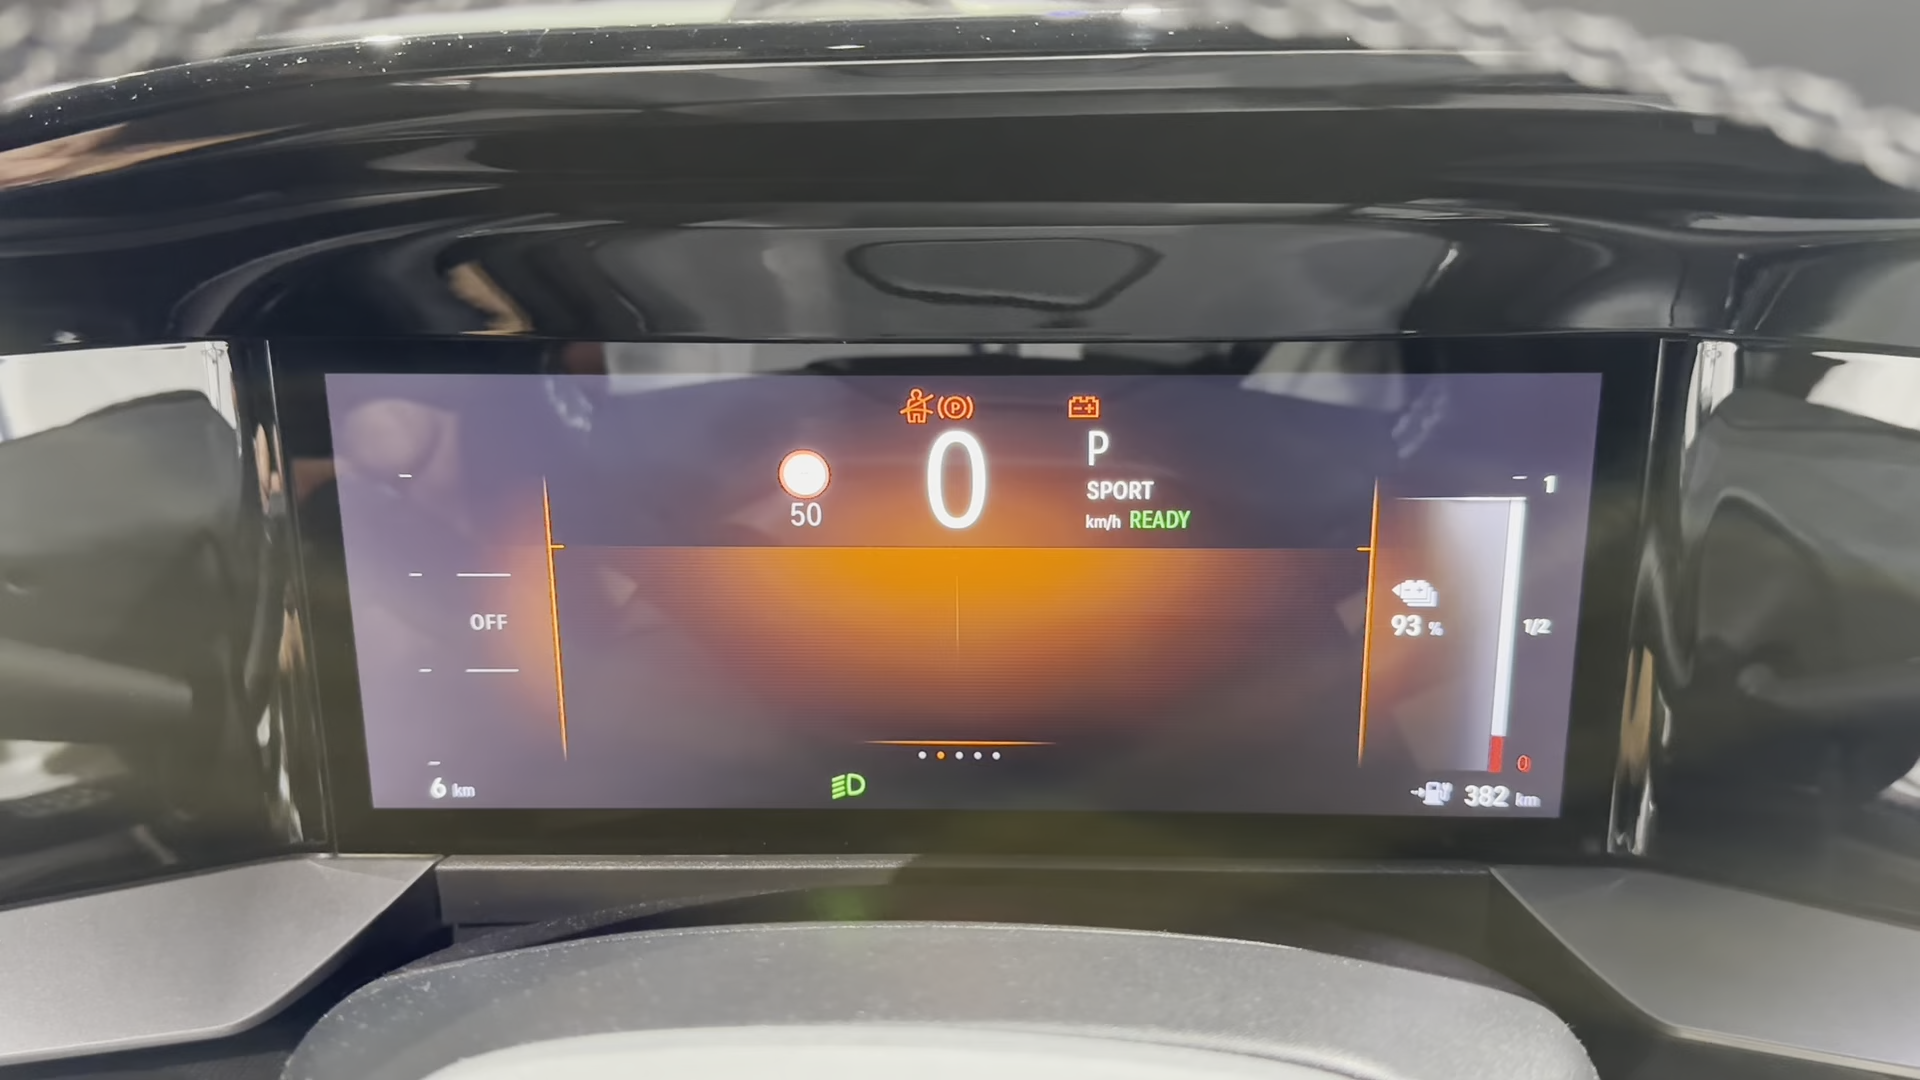 P
0
P
50
SPORT
km/h READY
1
OFF
93 %
1/2
0
6 km
382 km